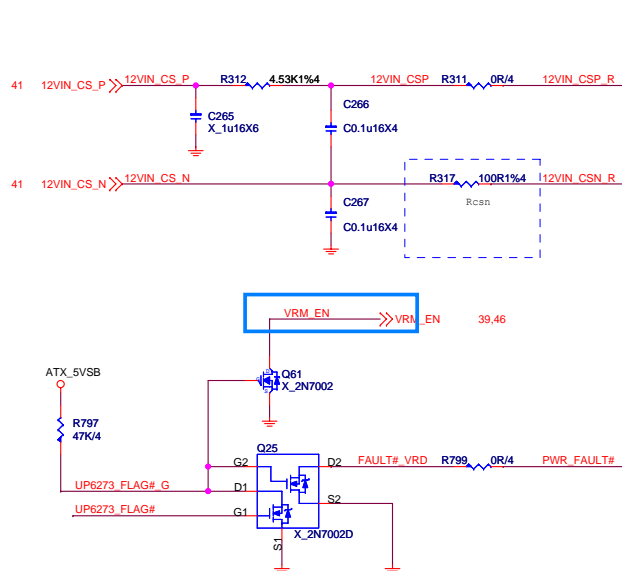 41 12VIN_CS_P 12VIN_CS_P R312 4.53K1%4 12VIN_CSP R311 0R/4 12VIN_CSP_R
C265
X_1u16X6
C266
C0.1u16X4
41 12VIN_CS_N 12VIN_CS_N R317 100R1%4 12VIN_CSN_R
Rcsn
C267
C0.1u16X4
VRM_EN
VRM_EN 39,46
ATX_5VSB
Q61
X_2N7002
R797
47K/4
Q25
G2 D2 FAULT#_VRD R799 0R/4 PWR_FAULT#
UP6273_FLAG#_G D1
S2
UP6273_FLAG# G1
X_2N7002D
S1